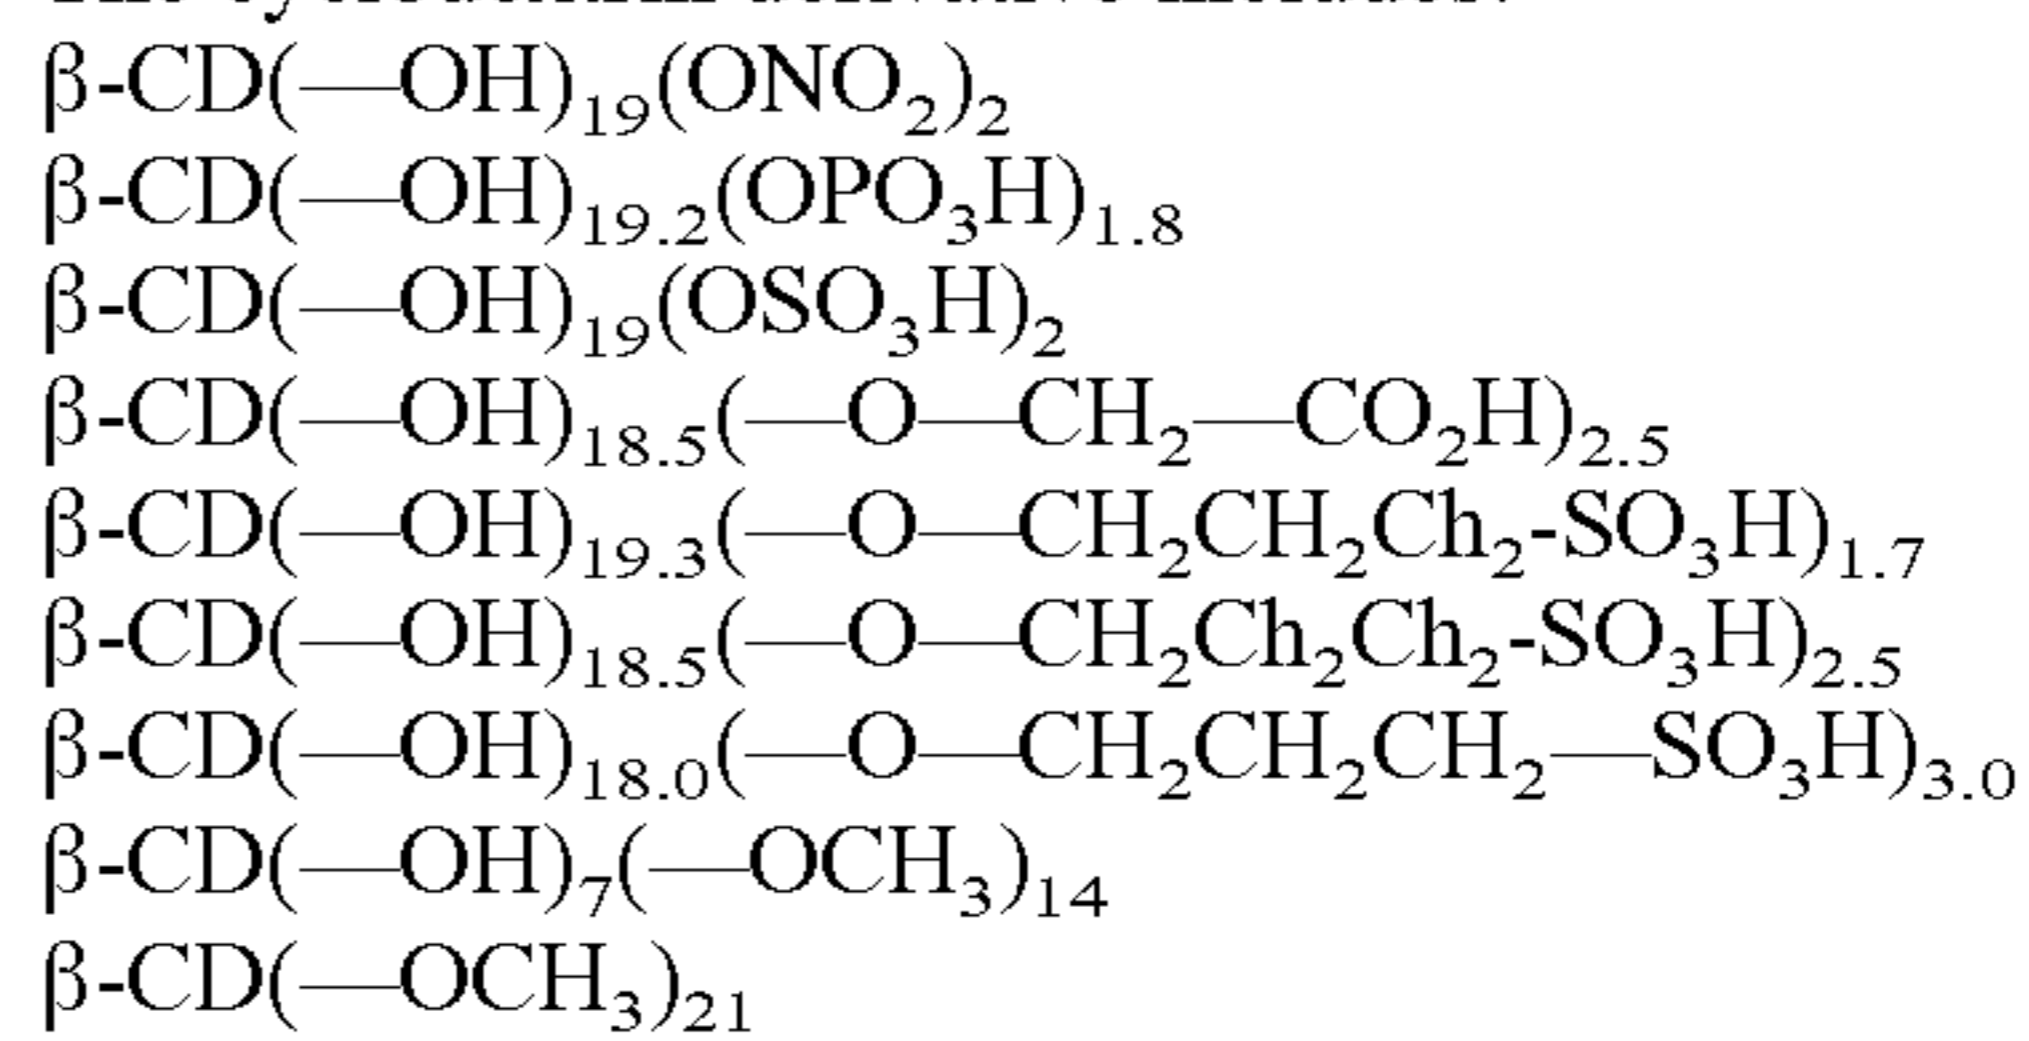 β-CD(—OH)₁₉(ONO₂)₂
β-CD(—OH)₁₉.₂(OPO₃H)₁.₈
β-CD(—OH)₁₉(OSO₃H)₂
β-CD(—OH)₁₈.₅(—O—CH₂—CO₂H)₂.₅
β-CD(—OH)₁₉.₃(—O—CH₂CH₂Ch₂-SO₃H)₁.₇
β-CD(—OH)₁₈.₅(—O—CH₂Ch₂Ch₂-SO₃H)₂.₅
β-CD(—OH)₁₈.₀(—O—CH₂CH₂CH₂—SO₃H)₃.₀
β-CD(—OH)₇(—OCH₃)₁₄
β-CD(—OCH₃)₂₁